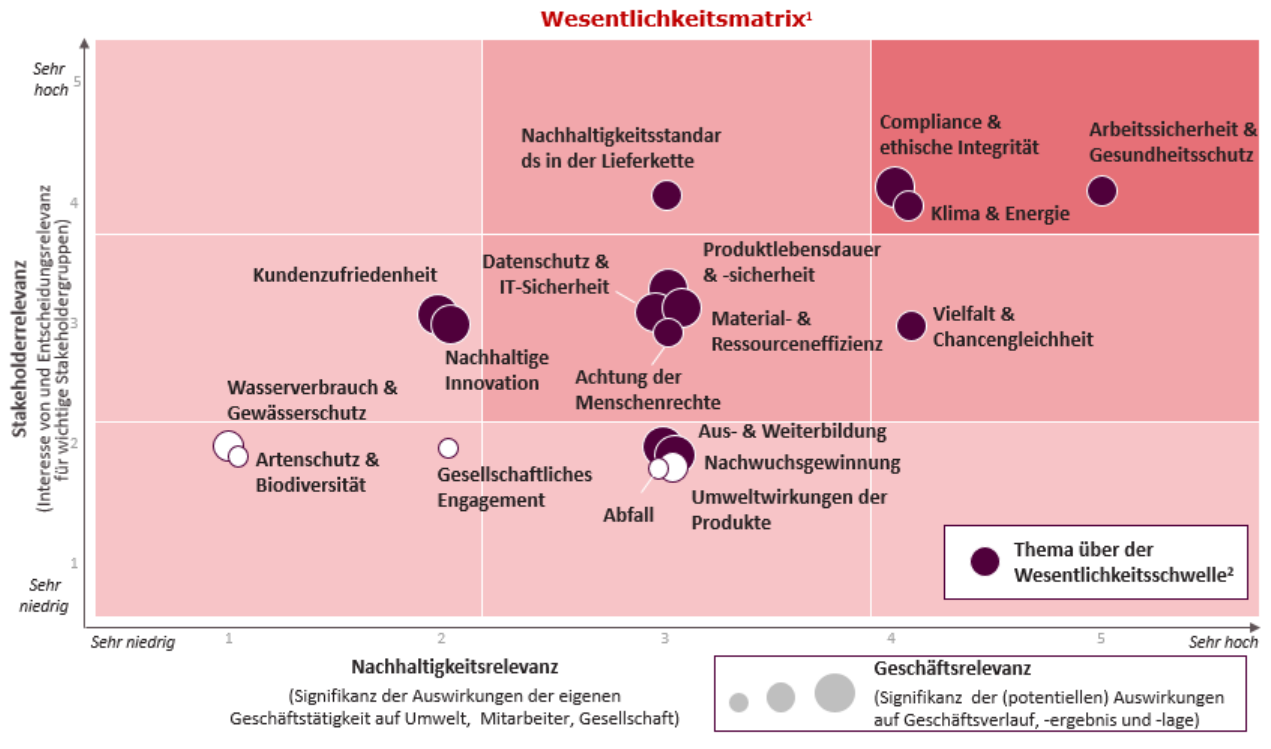 Wesentlichkeitsmatrix¹
Sehr
hoch
5
4
3
2
1
Sehr
niedrig
Stakeholderrelevanz
(Interesse von und Entscheidungsrelevanz
für wichtige Stakeholdergruppen)
Nachhaltigkeitsstandar
ds in der Lieferkette
Compliance &
ethische Integrität
Arbeitssicherheit &
Gesundheitsschutz
Klima & Energie
Kundenzufriedenheit
Datenschutz &
IT-Sicherheit
Produktlebensdauer
& -sicherheit
Material- &
Ressourceneffizienz
Vielfalt &
Chancengleichheit
Nachhaltige
Innovation
Achtung der
Menschenrechte
Wasserverbrauch &
Gewässerschutz
Artenschutz &
Biodiversität
Gesellschaftliches
Engagement
Aus- & Weiterbildung
Nachwuchsgewinnung
Umweltwirkungen der
Produkte
Abfall
Thema über der
Wesentlichkeitsschwelle²
Sehr niedrig
1
2
3
4
5
Sehr hoch
Nachhaltigkeitsrelevanz
(Signifikanz der Auswirkungen der eigenen
Geschäftstätigkeit auf Umwelt, Mitarbeiter, Gesellschaft)
Geschäftsrelevanz
(Signifikanz der (potentiellen) Auswirkungen
auf Geschäftsverlauf, -ergebnis und -lage)